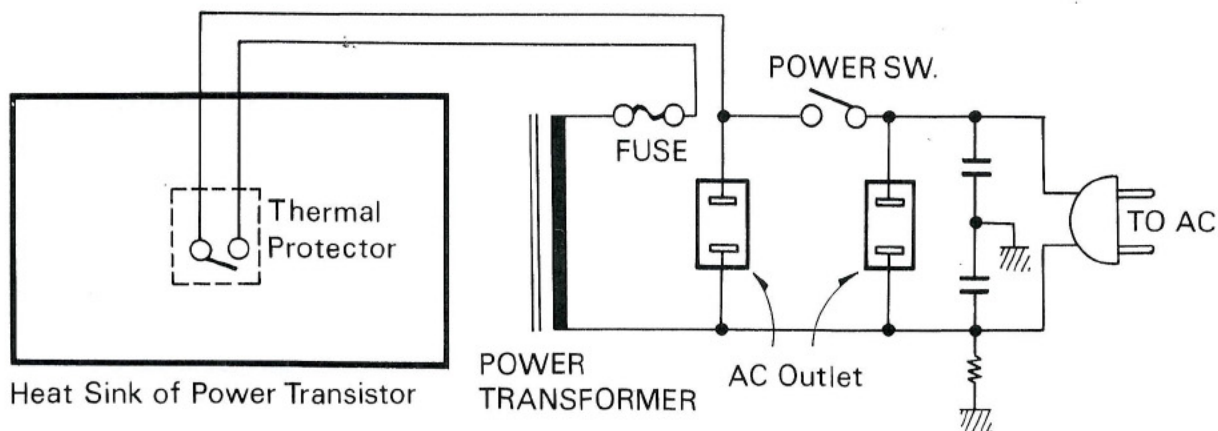 POWER SW.
FUSE
Thermal
Protector
TO AC
POWER
TRANSFORMER
AC Outlet
Heat Sink of Power Transistor